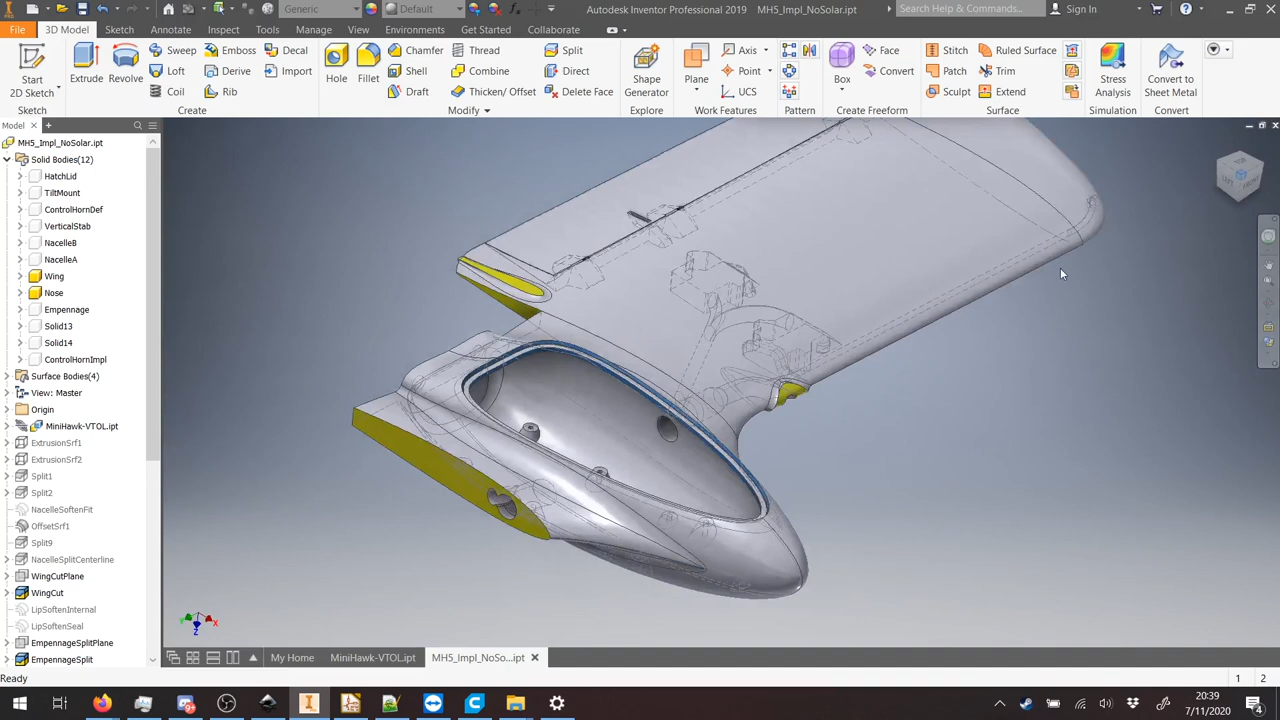 PRO
Generic
Default
Autodesk Inventor Professional 2019   MH5_Impl_NoSolar.ipt
Search Help & Commands...
Sign In
File
3D Model
Sketch
Annotate
Inspect
Tools
Manage
View
Environments
Get Started
Collaborate
Sweep
Emboss
Decal
Chamfer
Thread
Split
Axis
Face
Stitch
Ruled Surface
Loft
Derive
Import
Shell
Combine
Direct
Point
Convert
Patch
Trim
Start
2D Sketch
Extrude
Revolve
Coil
Rib
Hole
Fillet
Draft
Thicken/ Offset
Delete Face
Shape
Generator
Plane
UCS
Box
Sculpt
Extend
Stress
Analysis
Convert to
Sheet Metal
Sketch
Create
Modify
Explore
Work Features
Pattern
Create Freeform
Surface
Simulation
Convert
Model
MH5_Impl_NoSolar.ipt
Solid Bodies(12)
HatchLid
TiltMount
ControlHornDef
VerticalStab
NacelleB
NacelleA
Wing
Nose
Empennage
Solid13
Solid14
ControlHornImpl
Surface Bodies(4)
View: Master
Origin
MiniHawk-VTOL.ipt
ExtrusionSrf1
ExtrusionSrf2
Split1
Split2
NacelleSoftenFit
OffsetSrf1
Split9
NacelleSplitCenterline
WingCutPlane
WingCut
LipSoftenInternal
LipSoftenSeal
EmpennageSplitPlane
EmpennageSplit
LEFT
FRONT
X
Z
My Home
MiniHawk-VTOL.ipt
MH5_Impl_NoSo...ipt
Ready
1
2
20:39
7/11/2020
4